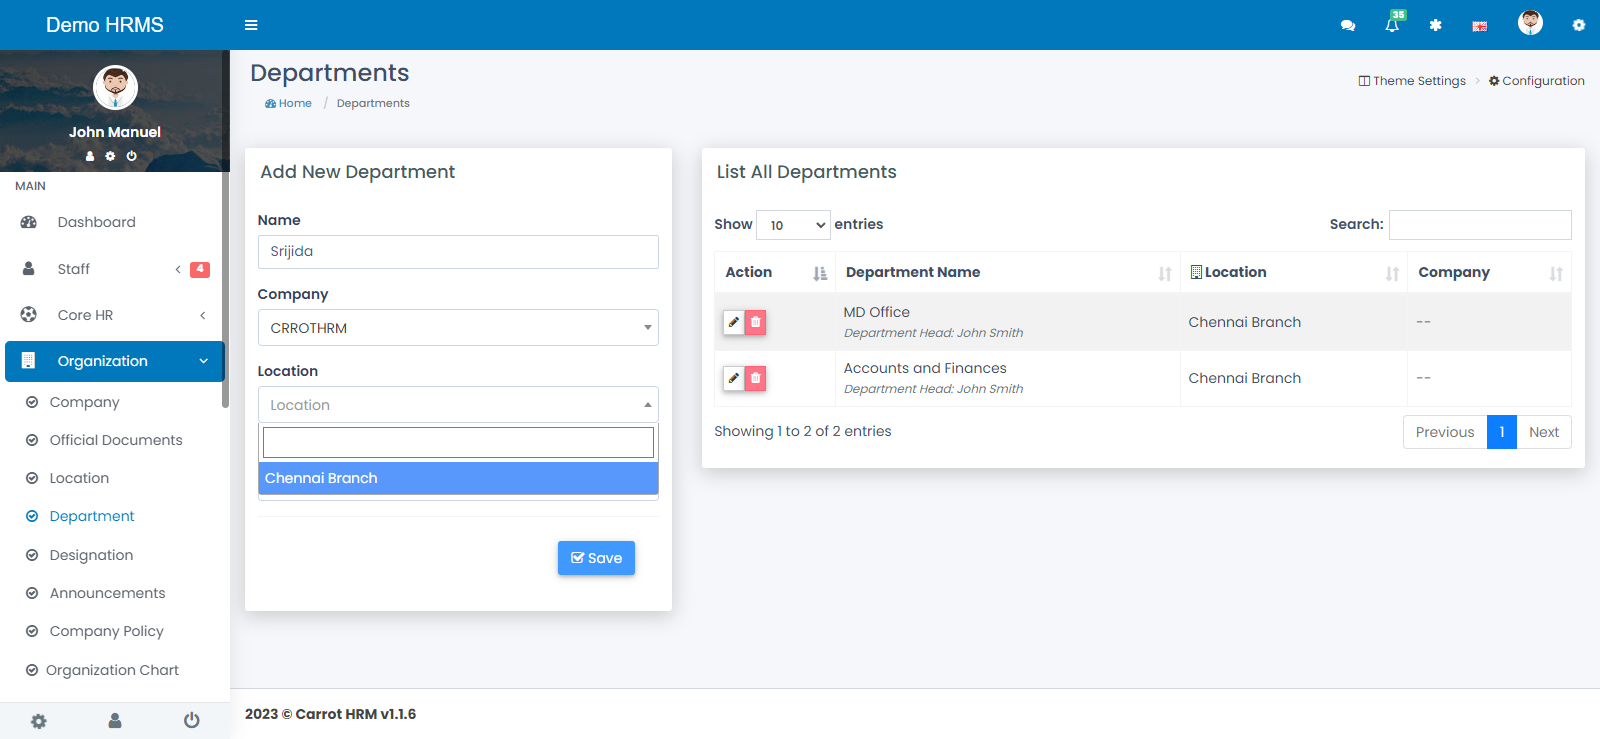 Demo HRMS
35
John Manuel
MAIN
Dashboard
Staff
4
Core HR
Organization
Company
Official Documents
Location
Department
Designation
Announcements
Company Policy
Organization Chart
Departments
Home / Departments
Theme Settings > Configuration
Add New Department
Name
Srijida
Company
CRROTHRM
Location
Location
Chennai Branch
Save
List All Departments
Show 10 entries
Search:
Action Department Name Location Company
MD Office
Department Head: John Smith
Chennai Branch
--
Accounts and Finances
Department Head: John Smith
Chennai Branch
--
Showing 1 to 2 of 2 entries
Previous 1 Next
2023 © Carrot HRM v1.1.6